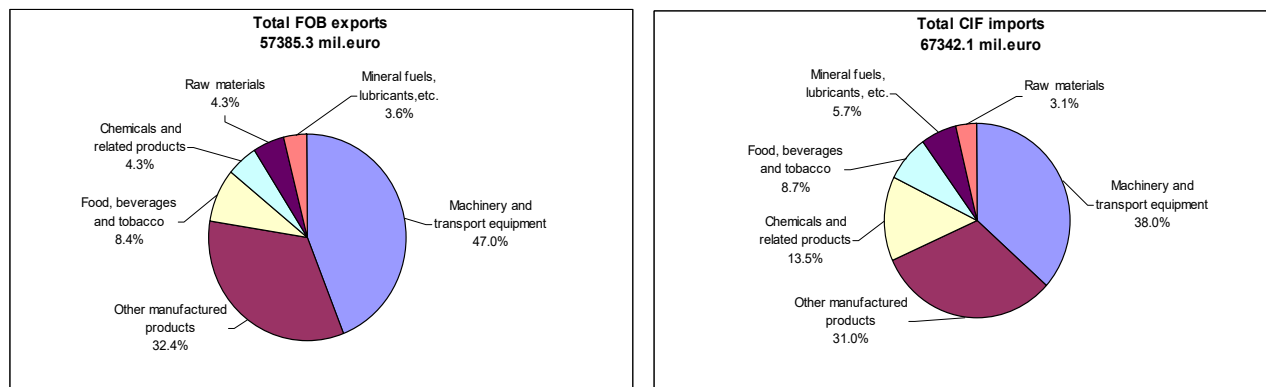 Total FOB exports
57385.3 mil.euro
Mineral fuels,
lubricants,etc.
3.6%
Raw materials
4.3%
Chemicals and
related products
4.3%
Food, beverages
and tobacco
8.4%
Machinery and
transport equipment
47.0%
Other manufactured
products
32.4%
Total CIF imports
67342.1 mil.euro
Mineral fuels,
lubricants, etc.
5.7%
Raw materials
3.1%
Food, beverages
and tobacco
8.7%
Machinery and
transport equipment
38.0%
Chemicals and
related products
13.5%
Other manufactured
products
31.0%